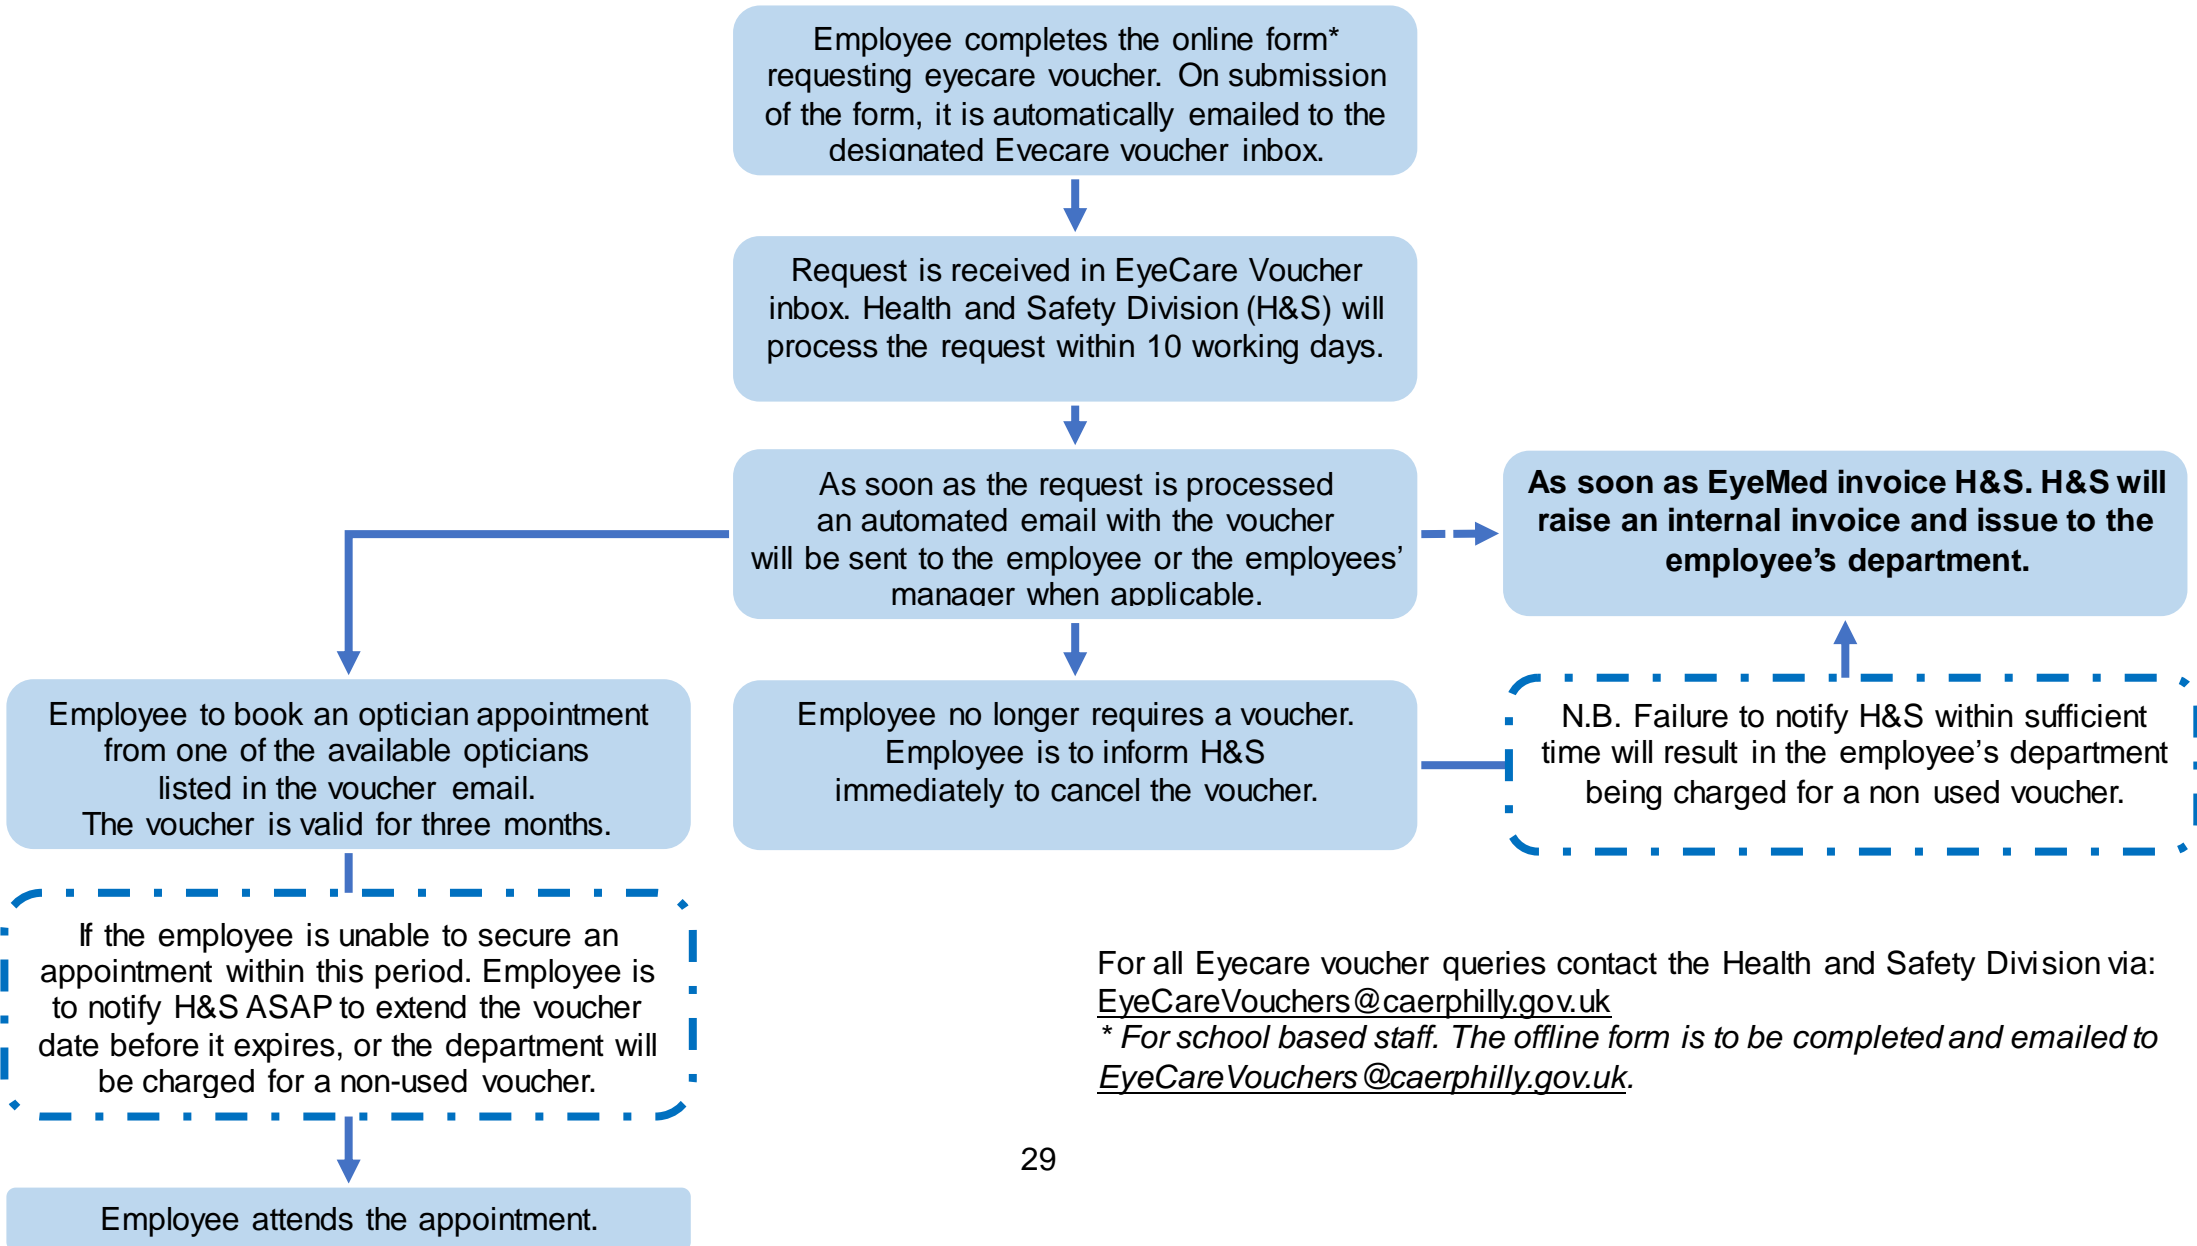 Employee completes the online form*
requesting eyecare voucher. On submission
of the form, it is automatically emailed to the
designated Eyecare voucher inbox.
Request is received in EyeCare Voucher
inbox. Health and Safety Division (H&S) will
process the request within 10 working days.
As soon as the request is processed
an automated email with the voucher
will be sent to the employee or the employees’
manager when applicable.
As soon as EyeMed invoice H&S. H&S will
raise an internal invoice and issue to the
employee’s department.
Employee to book an optician appointment
from one of the available opticians
listed in the voucher email.
The voucher is valid for three months.
Employee no longer requires a voucher.
Employee is to inform H&S
immediately to cancel the voucher.
N.B. Failure to notify H&S within sufficient
time will result in the employee’s department
being charged for a non used voucher.
If the employee is unable to secure an
appointment within this period. Employee is
to notify H&S ASAP to extend the voucher
date before it expires, or the department will
be charged for a non-used voucher.
For all Eyecare voucher queries contact the Health and Safety Division via:
EyeCareVouchers@caerphilly.gov.uk
* For school based staff. The offline form is to be completed and emailed to
EyeCareVouchers@caerphilly.gov.uk.
29
Employee attends the appointment.